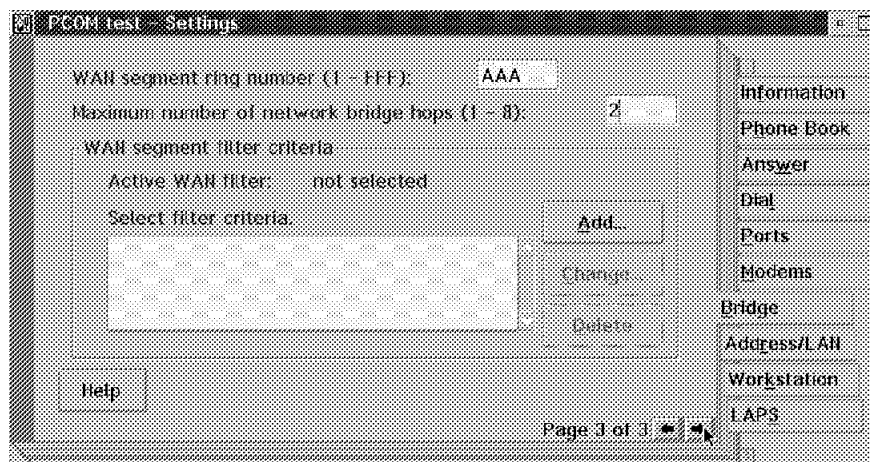 PCOM test - Settings
WAN segment ring number (1 - FFF): AAA
Maximum number of network bridge hops (1 - 8): 2
WAN segment filter criteria
Active WAN filter: not selected
Select filter criteria.
Add...
Change...
Delete
Help
Page 3 of 3
Information
Phone Book
Answer
Dial
Ports
Modems
Bridge
Address/LAN
Workstation
LAPS